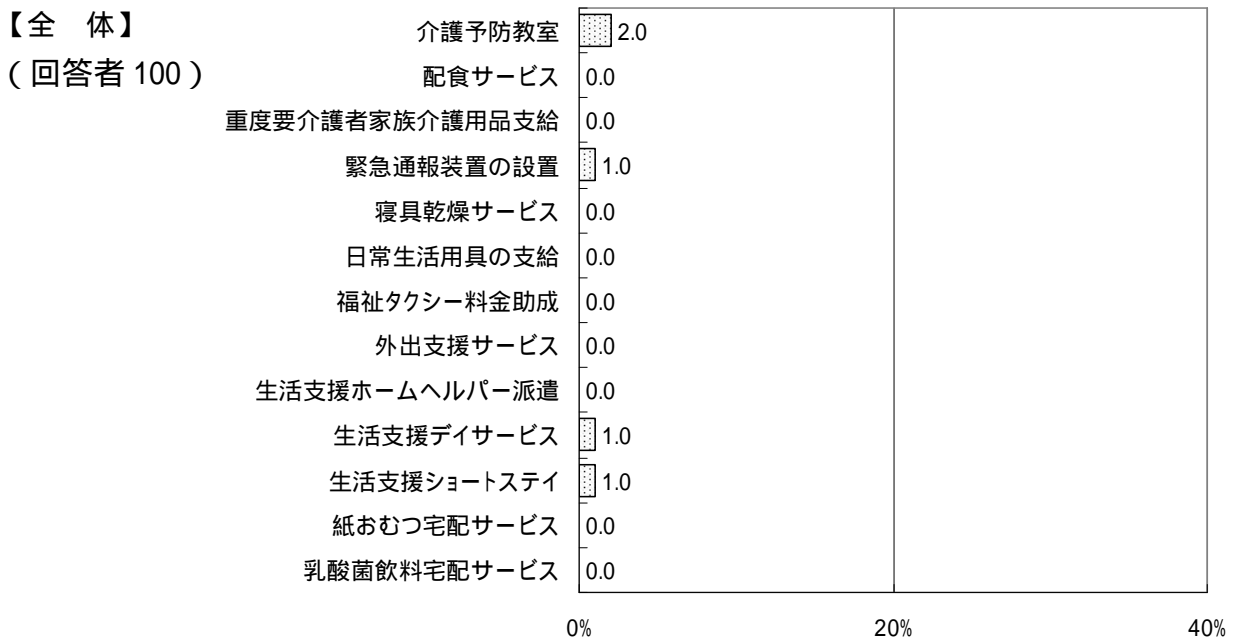 【全 体】
(回答者 100)
介護予防教室 2.0
配食サービス 0.0
重度要介護者家族介護用品支給 0.0
緊急通報装置の設置 1.0
寝具乾燥サービス 0.0
日常生活用具の支給 0.0
福祉タクシー料金助成 0.0
外出支援サービス 0.0
生活支援ホームヘルパー派遣 0.0
生活支援デイサービス 1.0
生活支援ショートステイ 1.0
紙おむつ宅配サービス 0.0
乳酸菌飲料宅配サービス 0.0
0% 20% 40%